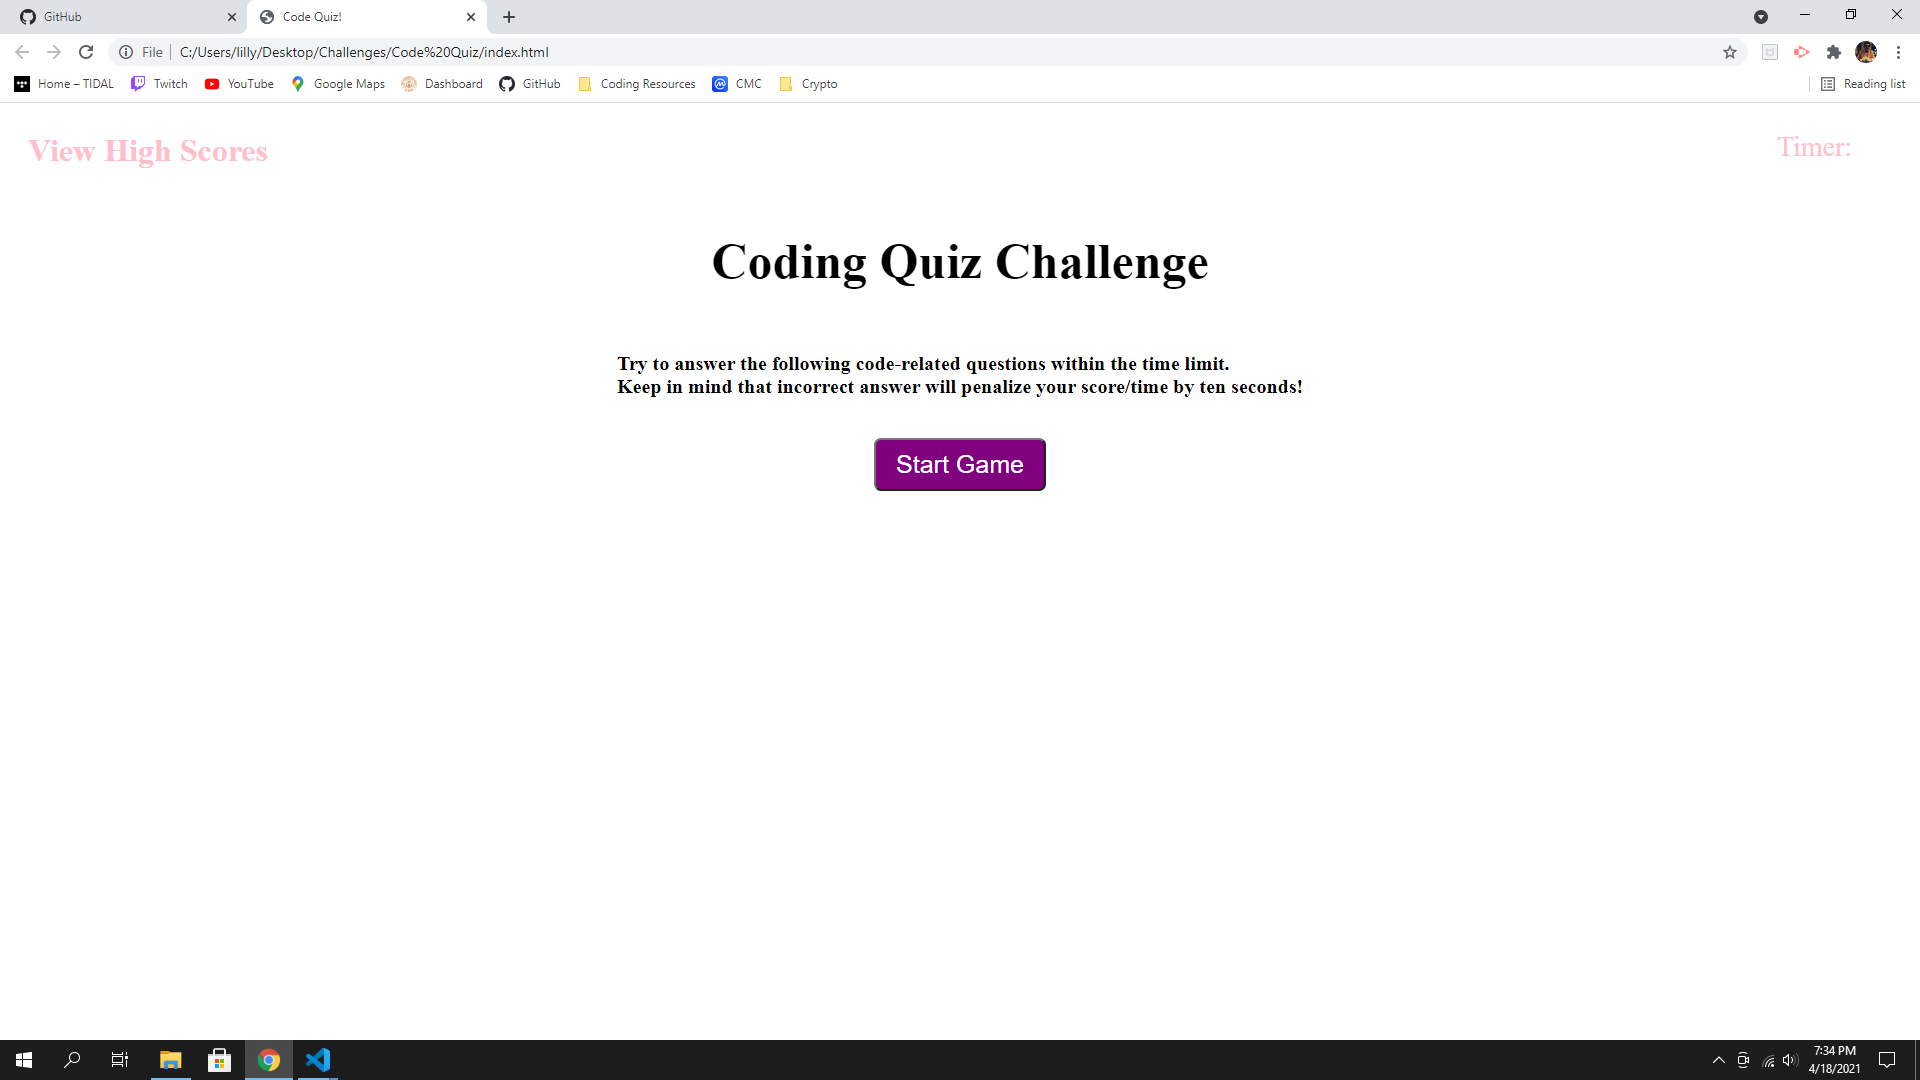 GitHub
Code Quiz!
File
C:/Users/lilly/Desktop/Challenges/Code%20Quiz/index.html
Home – TIDAL
Twitch
YouTube
Google Maps
Dashboard
GitHub
Coding Resources
CMC
Crypto
Reading list
View High Scores
Timer:
Coding Quiz Challenge
Try to answer the following code-related questions within the time limit.
Keep in mind that incorrect answer will penalize your score/time by ten seconds!
Start Game
7:34 PM
4/18/2021